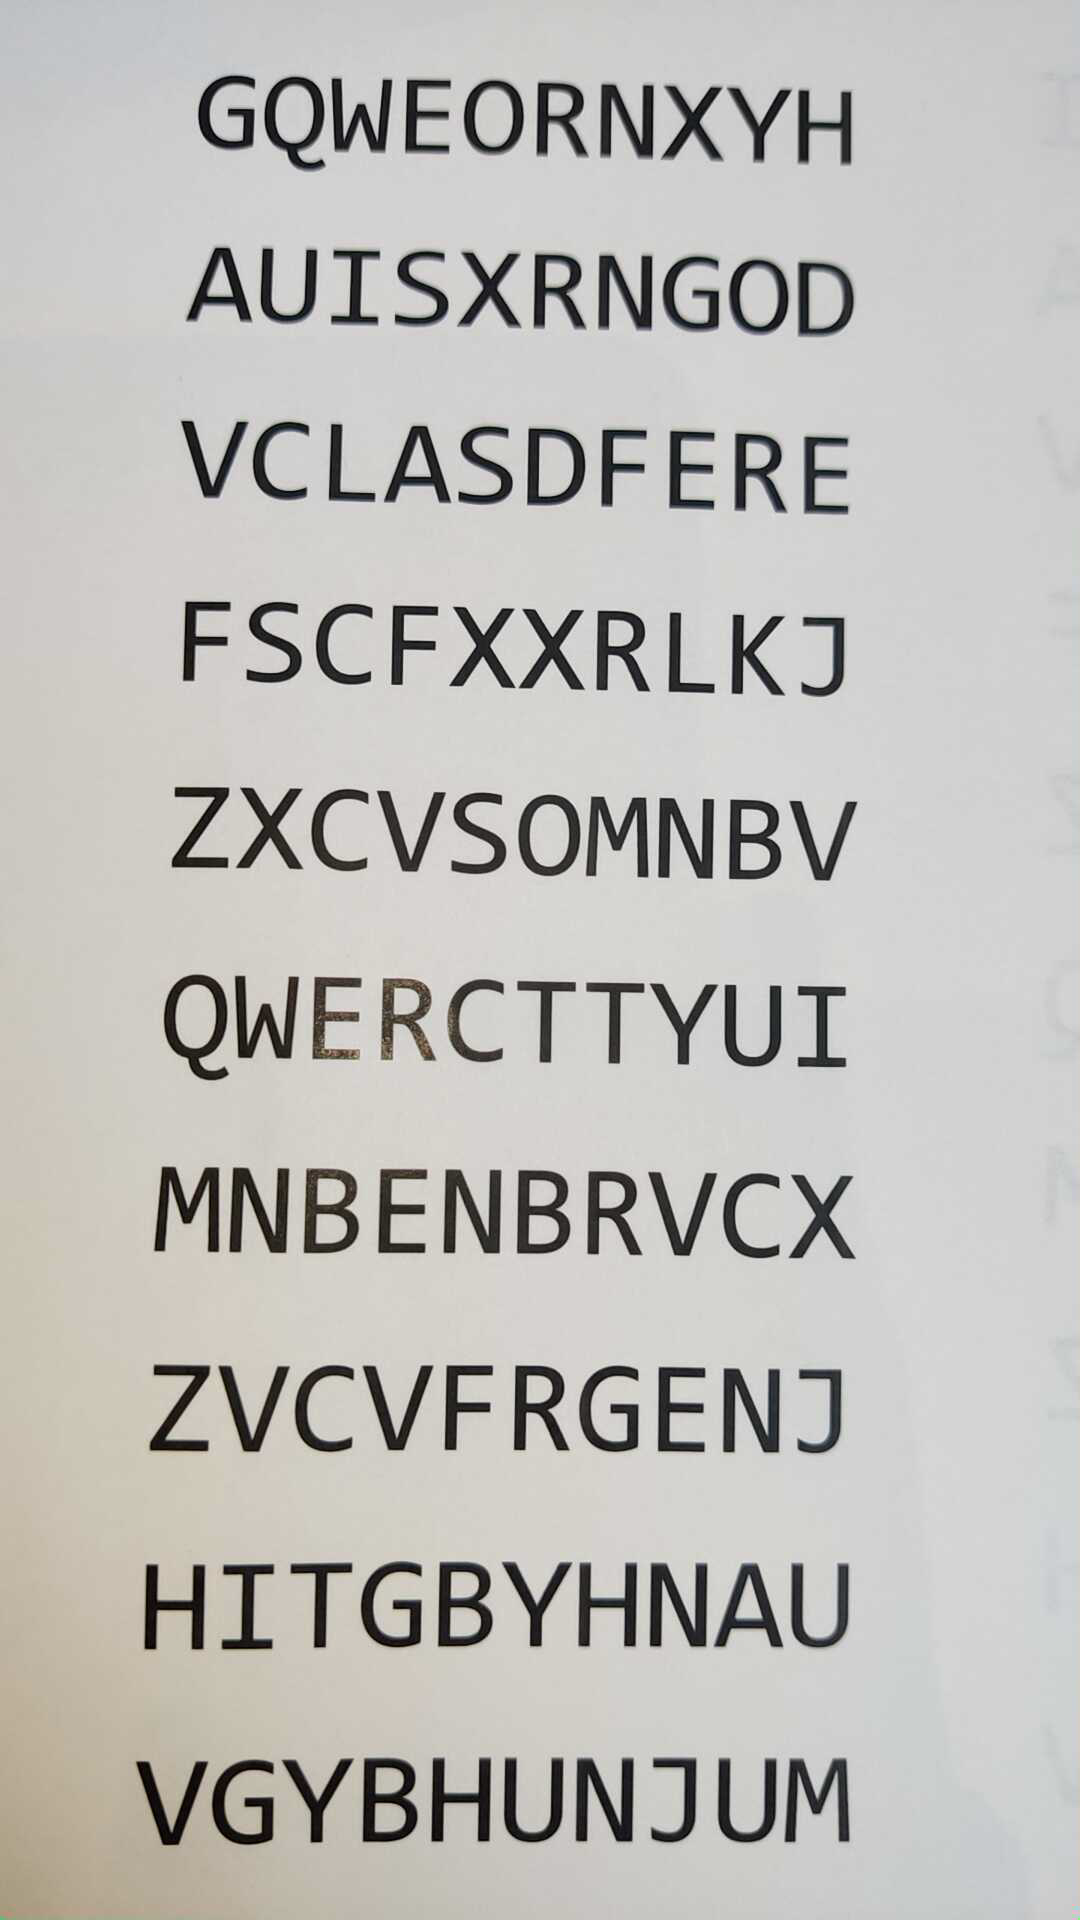 GQWEORNXYH
AUISXRNGOD
VCLASDFERE
FSCFXXRLKJ
ZXCVSOMNBV
QWERCTTYUI
MNBENBRVCX
ZVCVFRGENJ
HITGBYHNAU
VGYBHUNJUM